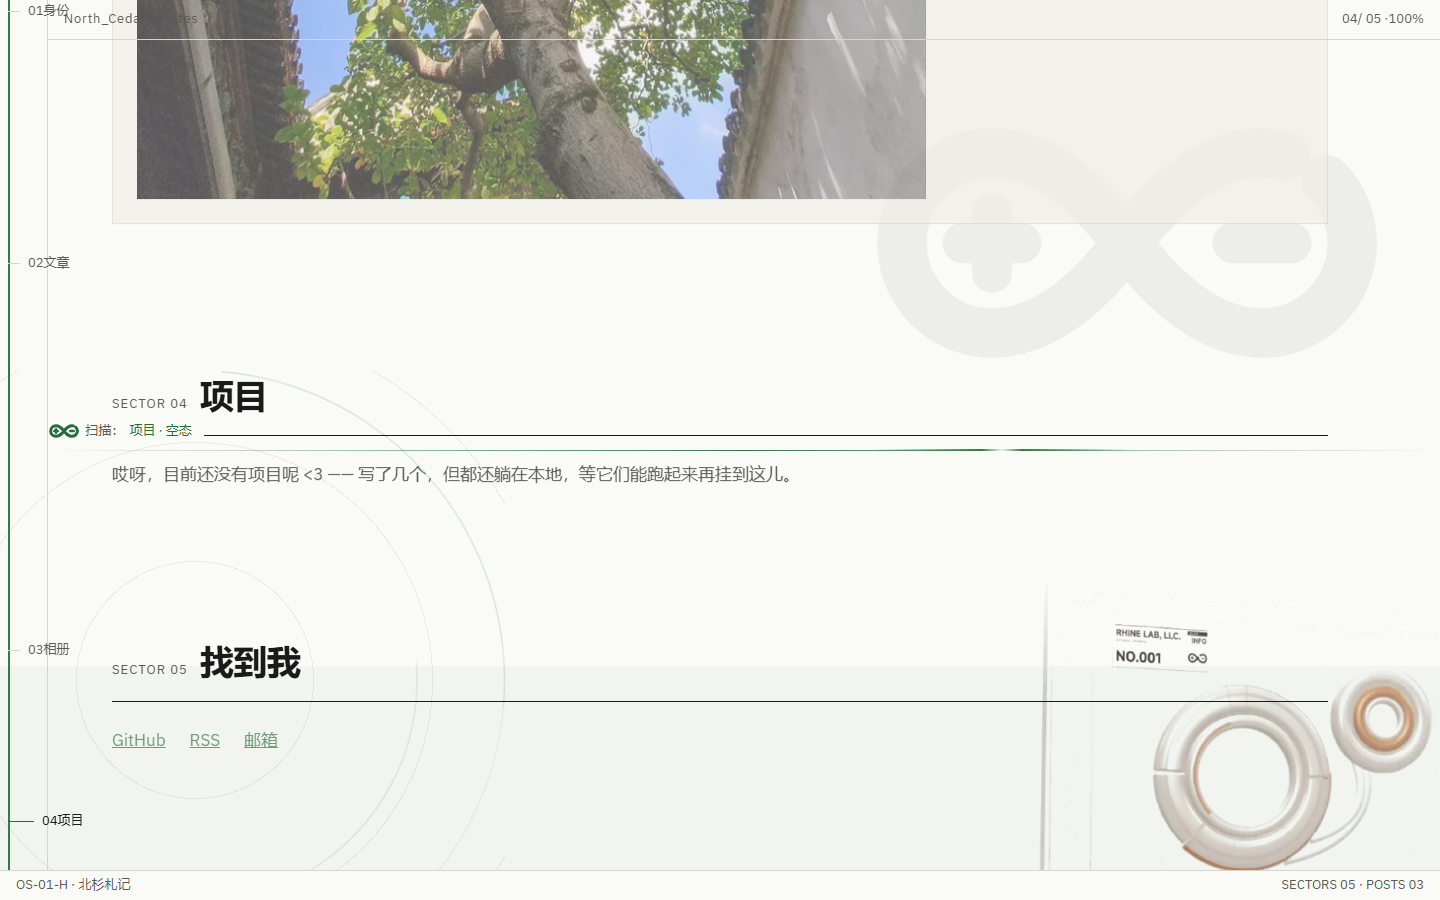 01身份
North_Ceda
04/ 05 ·100%
02文章
SECTOR 04 项目
扫描： 项目 · 空态
哎呀，目前还没有项目呢 <3 —— 写了几个，但都还躺在本地，等它们能跑起来再挂到这儿。
RHINE LAB, LLC.
INFO
NO.001
03相册
SECTOR 05 找到我
GitHub RSS 邮箱
04项目
OS-01-H · 北杉札记
SECTORS 05 · POSTS 03